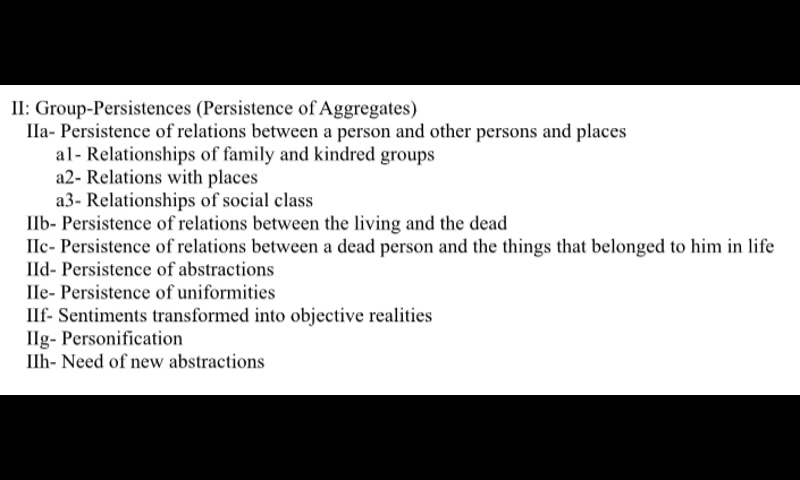 II: Group-Persistences (Persistence of Aggregates)
IIa- Persistence of relations between a person and other persons and places
a1- Relationships of family and kindred groups
a2- Relations with places
a3- Relationships of social class
IIb- Persistence of relations between the living and the dead
IIc- Persistence of relations between a dead person and the things that belonged to him in life
IId- Persistence of abstractions
IIe- Persistence of uniformities
IIf- Sentiments transformed into objective realities
IIg- Personification
IIh- Need of new abstractions